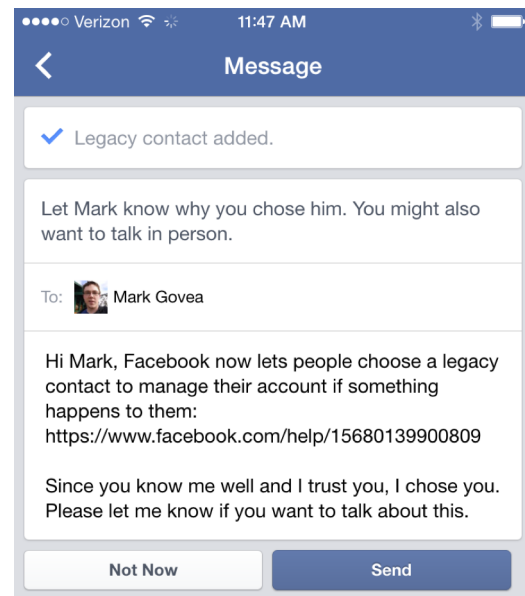 Verizon 11:47 AM
Message
Legacy contact added.
Let Mark know why you chose him. You might also
want to talk in person.
To: Mark Govea
Hi Mark, Facebook now lets people choose a legacy
contact to manage their account if something
happens to them:
https://www.facebook.com/help/15680139900809
Since you know me well and I trust you, I chose you.
Please let me know if you want to talk about this.
Not Now Send